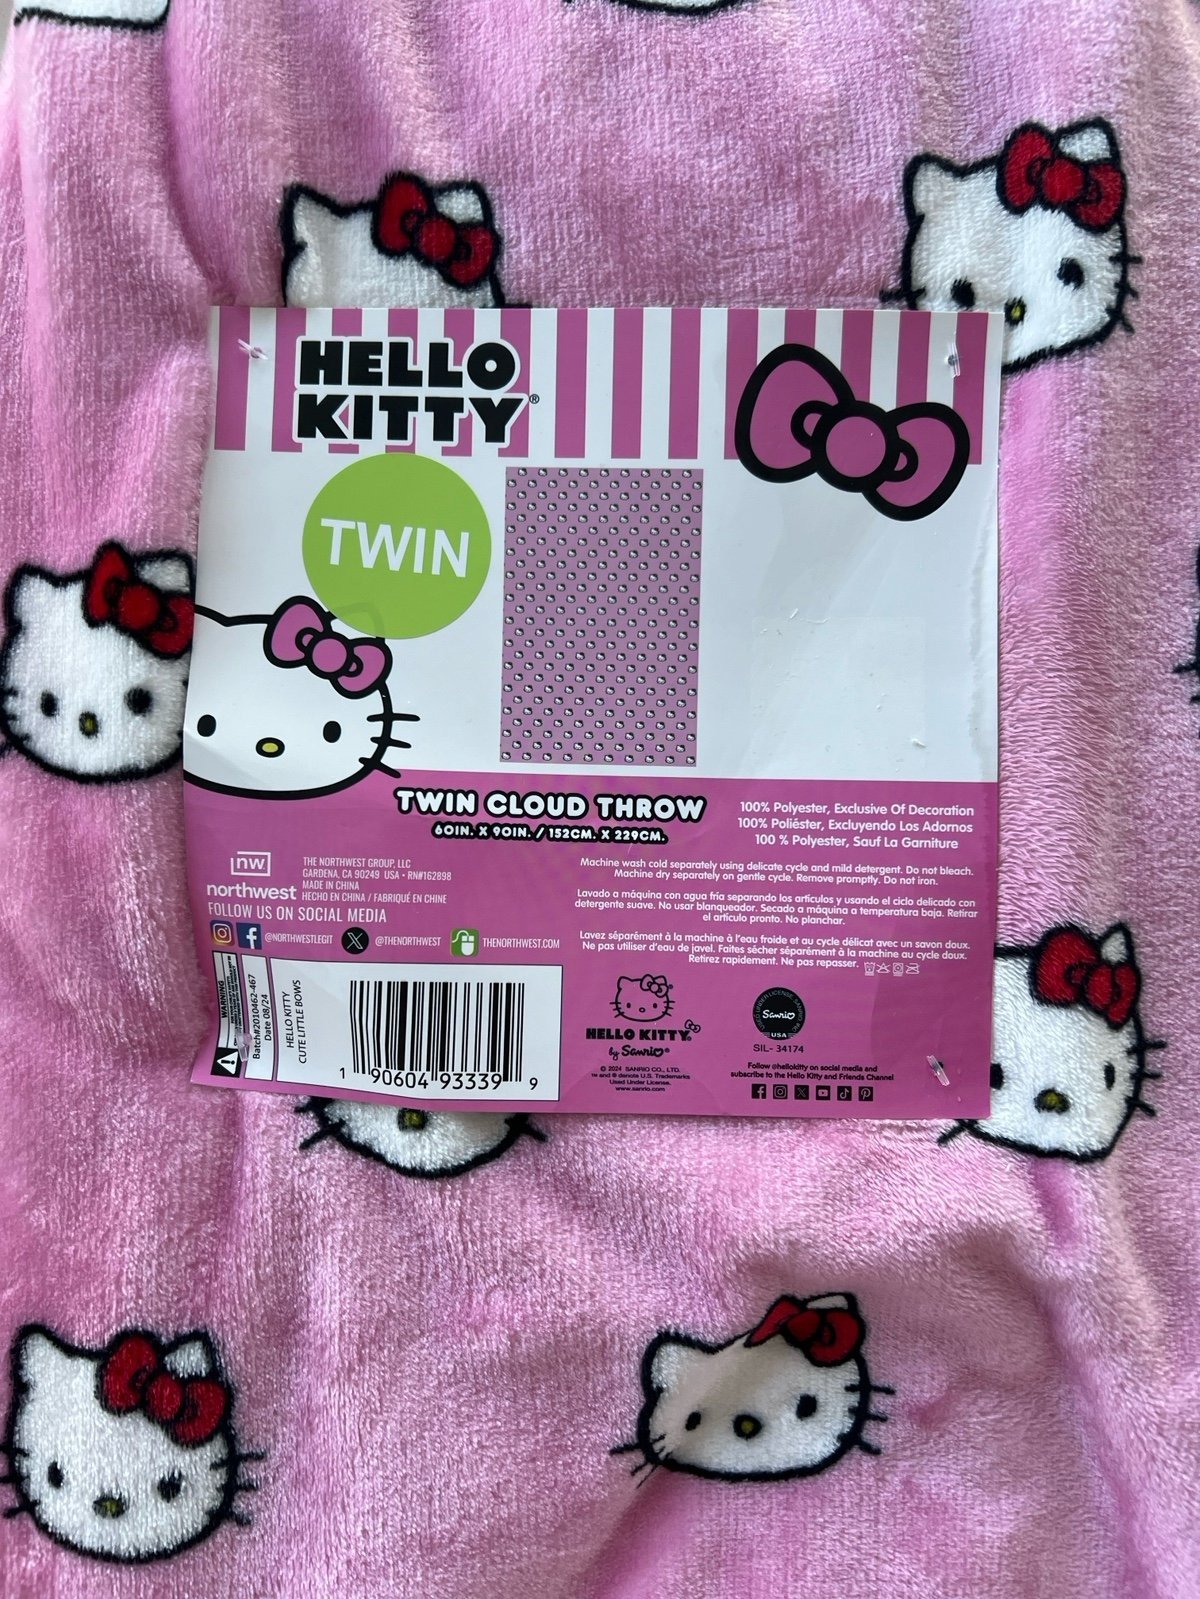 HELLO
KITTY®
TWIN
TWIN CLOUD THROW
60IN. X 90IN. / 152CM. X 229CM.
100% Polyester, Exclusive Of Decoration
100% Poliéster, Excluyendo Los Adornos
100 % Polyester, Sauf La Garniture
nw
northwest
THE NORTHWEST GROUP, LLC
GARDENA, CA 90249 USA • RN#162898
MADE IN CHINA
HECHO EN CHINA / FABRIQUÉ EN CHINE
FOLLOW US ON SOCIAL MEDIA
@NORTHWESTLEGIT
@THENORTHWEST
THENORTHWEST.COM
Machine wash cold separately using delicate cycle and mild detergent. Do not bleach.
Machine dry separately on gentle cycle. Remove promptly. Do not iron.
Lavado a máquina con agua fría separando los artículos y usando el ciclo delicado con
detergente suave. No usar blanqueador. Secado a máquina a temperatura baja. Retirar
el artículo pronto. No planchar.
Lavez séparément à la machine à l'eau froide et au cycle délicat avec un savon doux.
Ne pas utiliser d'eau de javel. Faites sécher séparément à la machine au cycle doux.
Retirez rapidement. Ne pas repasser.
WARNING
Batch#2010462-467
Date 08/24
HELLO KITTY
CUTE LITTLE BOWS
1 90604 93339 9
HELLO KITTY®
by Sanrio®
© 2024 SANRIO CO., LTD.
™ and ® denote U.S. Trademarks
Used Under License.
www.sanrio.com
Sanrio
USA
SIL- 34174
Follow @hellokitty on social media and
subscribe to the Hello Kitty and Friends Channel